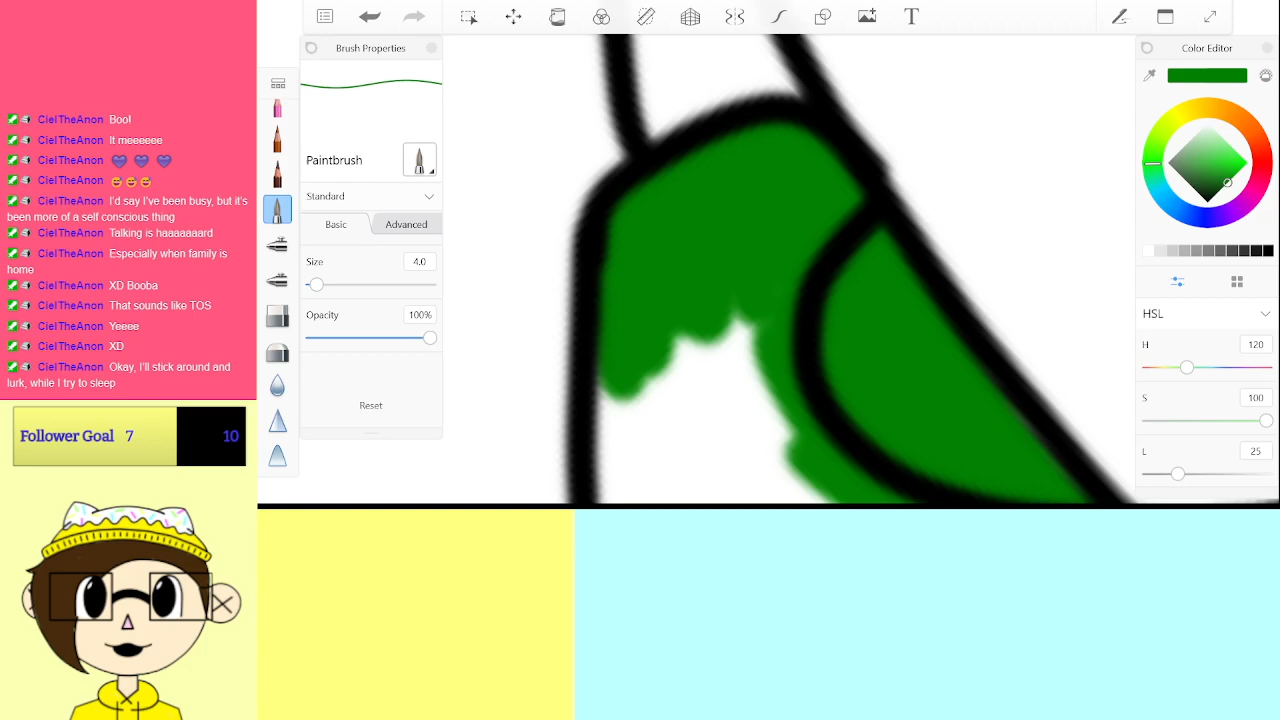 CielTheAnon Boo!
CielTheAnon It meeeeee
CielTheAnon
CielTheAnon
CielTheAnon I'd say I've been busy, but it's
been more of a self conscious thing
CielTheAnon Talking is haaaaaaard
CielTheAnon Especially when family is
home
CielTheAnon XD Booba
CielTheAnon That sounds like TOS
CielTheAnon Yeeee
CielTheAnon XD
CielTheAnon Okay, I'll stick around and
lurk, while I try to sleep
Follower Goal 7 10
T
Brush Properties
Paintbrush
Standard
Basic Advanced
Size 4.0
Opacity 100%
Reset
Color Editor
HSL
H 120
S 100
L 25